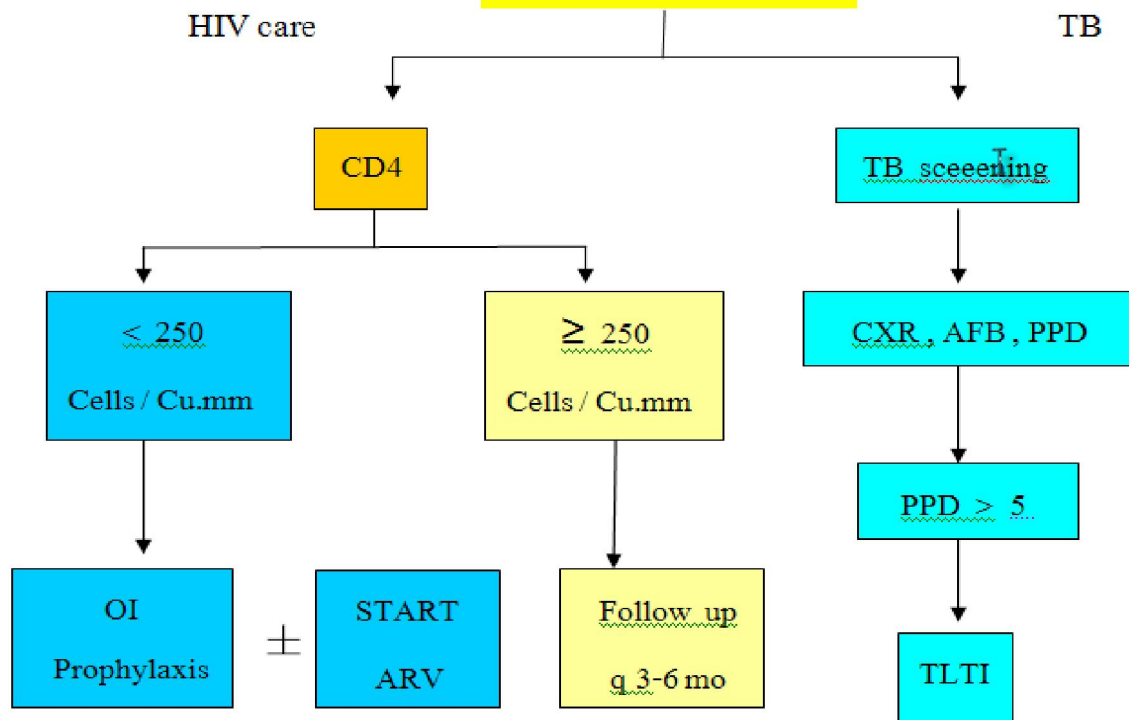 HIV care
TB
CD4
TB sceeening
< 250
Cells / Cu.mm
≥ 250
Cells / Cu.mm
CXR , AFB , PPD
PPD > 5
OI
Prophylaxis
±
START
ARV
Follow up
q 3-6 mo
TLTI